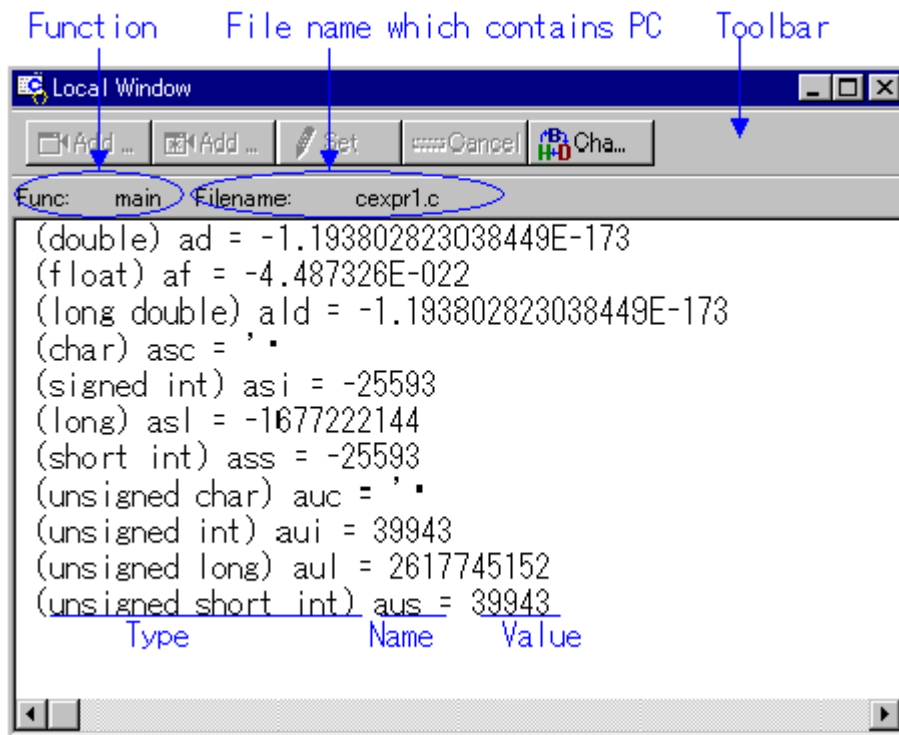 Function File name which contains PC Toolbar
Local Window
Add ... Add ... Set Cancel Cha...
Func: main Filename: cexpr1.c
(double) ad = -1.193802823038449E-173
(float) af = -4.487326E-022
(long double) ald = -1.193802823038449E-173
(char) asc = '･
(signed int) asi = -25593
(long) asl = -1677222144
(short int) ass = -25593
(unsigned char) auc = '･
(unsigned int) aui = 39943
(unsigned long) aul = 2617745152
(unsigned short int) aus = 39943
Type Name Value